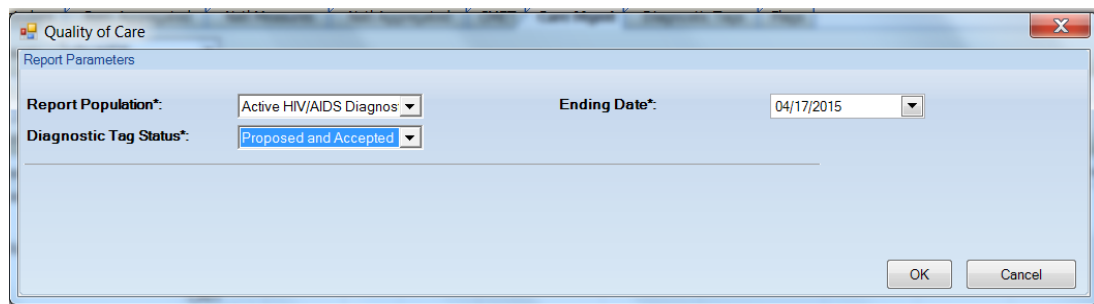 Quality of Care
Report Parameters
Report Population*: Active HIV/AIDS Diagnos Ending Date*: 04/17/2015
Diagnostic Tag Status*: Proposed and Accepted
OK Cancel